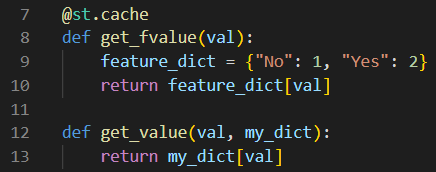 7 @st.cache
8 def get_fvalue(val):
9     feature_dict = {"No": 1, "Yes": 2}
10     return feature_dict[val]
11
12 def get_value(val, my_dict):
13     return my_dict[val]